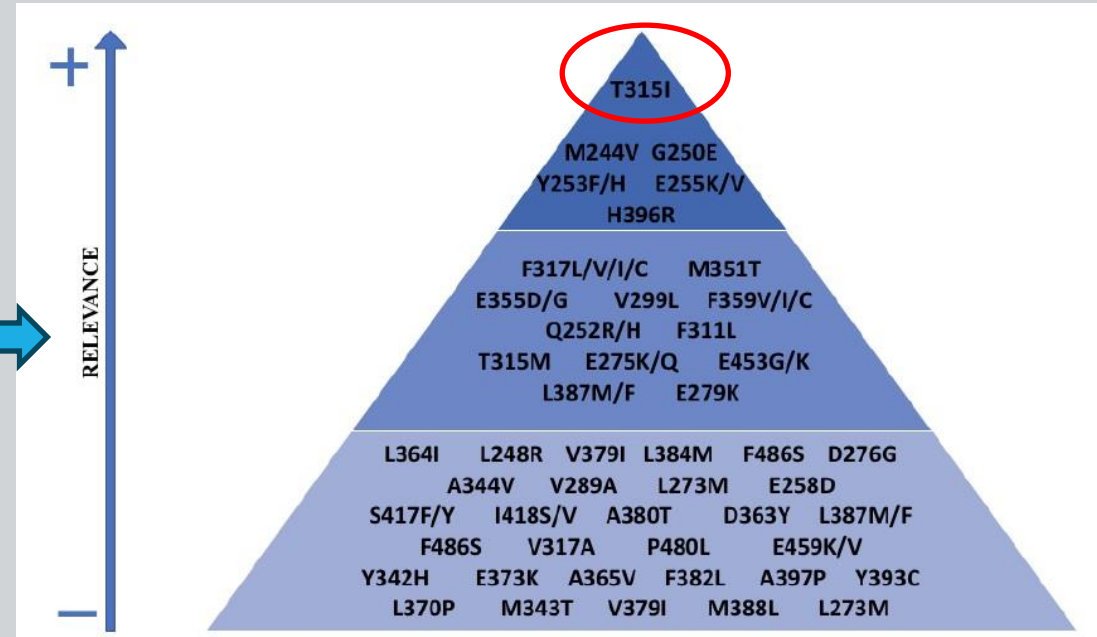 +
RELEVANCE
−
T315I
M244V G250E
Y253F/H E255K/V
H396R
F317L/V/I/C M351T
E355D/G V299L F359V/I/C
Q252R/H F311L
T315M E275K/Q E453G/K
L387M/F E279K
L364I L248R V379I L384M F486S D276G
A344V V289A L273M E258D
S417F/Y I418S/V A380T D363Y L387M/F
F486S V317A P480L E459K/V
Y342H E373K A365V F382L A397P Y393C
L370P M343T V379I M388L L273M